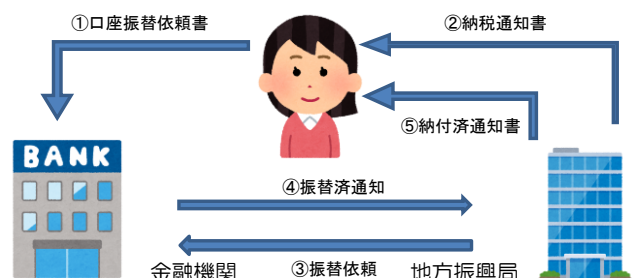 ①口座振替依頼書
②納税通知書
⑤納付済通知書
BANK
④振替済通知
③振替依頼
金融機関
地方振興局